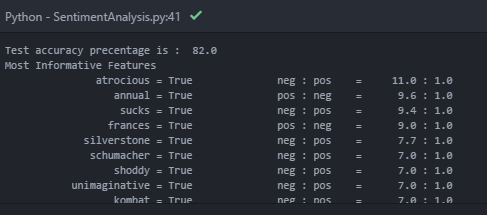 Python - SentimentAnalysis.py:41
Test accuracy precentage is :  82.0
Most Informative Features
atrocious = True neg : pos = 11.0 : 1.0
annual = True pos : neg = 9.6 : 1.0
sucks = True neg : pos = 9.4 : 1.0
frances = True pos : neg = 9.0 : 1.0
silverstone = True neg : pos = 7.7 : 1.0
schumacher = True neg : pos = 7.0 : 1.0
shoddy = True neg : pos = 7.0 : 1.0
unimaginative = True neg : pos = 7.0 : 1.0
kombat = True neg : pos = 7.0 : 1.0